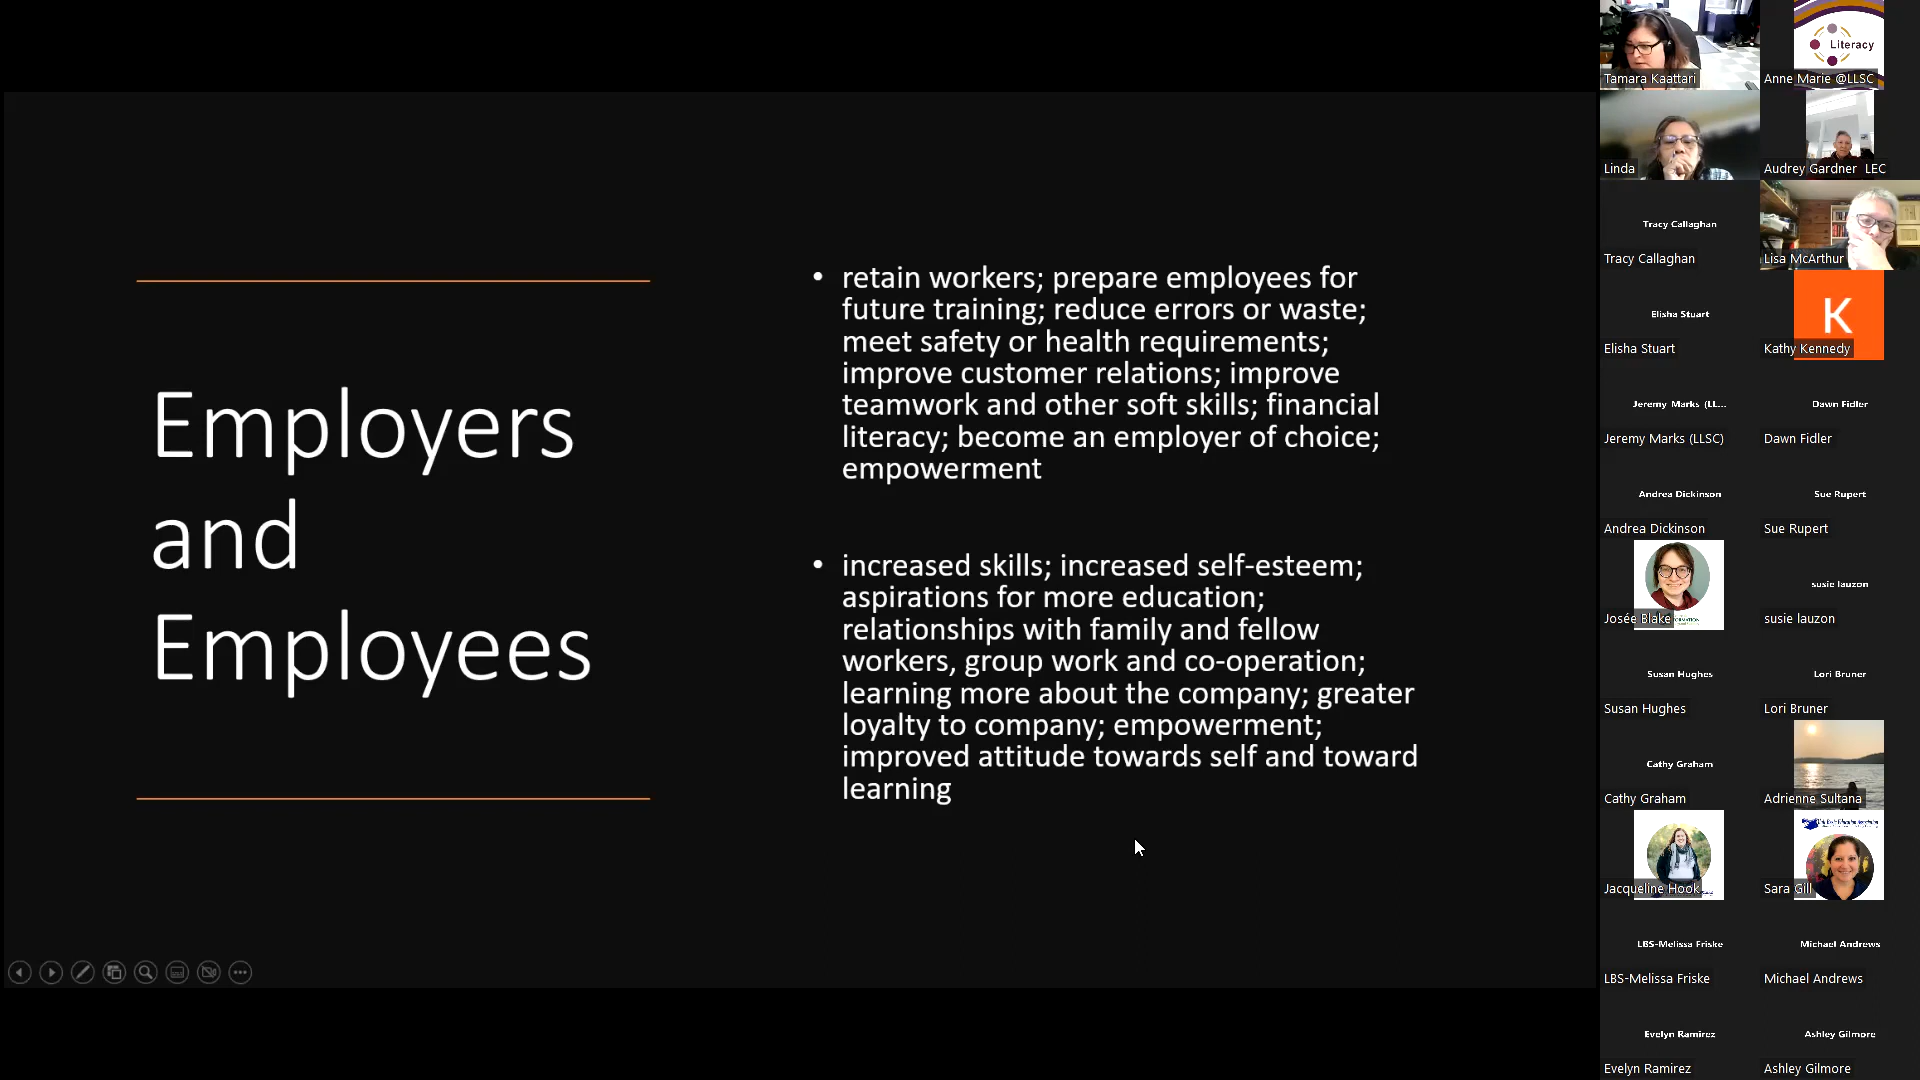 Employers
and
Employees
• retain workers; prepare employees for
future training; reduce errors or waste;
meet safety or health requirements;
improve customer relations; improve
teamwork and other soft skills; financial
literacy; become an employer of choice;
empowerment
• increased skills; increased self-esteem;
aspirations for more education;
relationships with family and fellow
workers, group work and co-operation;
learning more about the company; greater
loyalty to company; empowerment;
improved attitude towards self and toward
learning
Tamara Kaattari
Literacy
Anne Marie @LLSC
Linda
Audrey Gardner LEC
Tracy Callaghan
Tracy Callaghan
Lisa McArthur
Elisha Stuart
Elisha Stuart
K
Kathy Kennedy
Jeremy Marks (LL...
Jeremy Marks (LLSC)
Dawn Fidler
Dawn Fidler
Andrea Dickinson
Andrea Dickinson
Sue Rupert
Sue Rupert
Josée Blake
susie lauzon
susie lauzon
Susan Hughes
Susan Hughes
Lori Bruner
Lori Bruner
Cathy Graham
Cathy Graham
Adrienne Sultana
Jacqueline Hook
Sara Gill
LBS-Melissa Friske
LBS-Melissa Friske
Michael Andrews
Michael Andrews
Evelyn Ramirez
Evelyn Ramirez
Ashley Gilmore
Ashley Gilmore